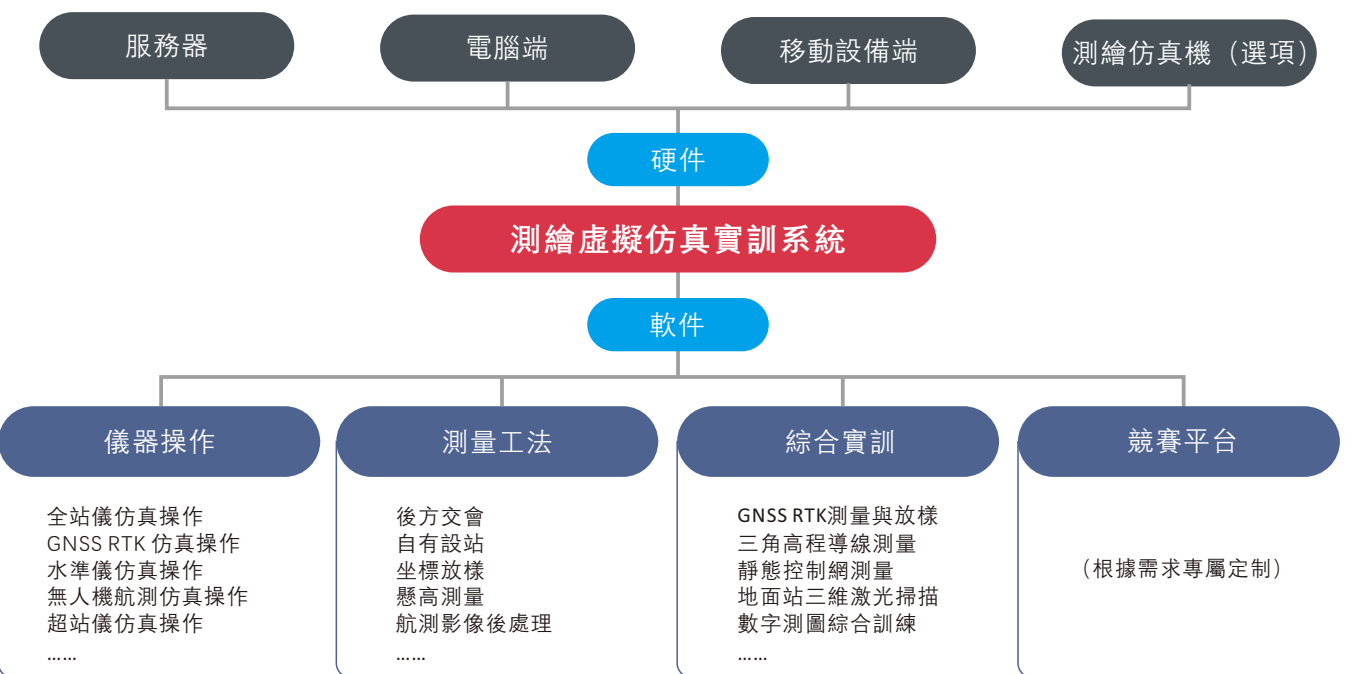 服務器
電腦端
移動設備端
測繪仿真機（選項）
硬件
測繪虛擬仿真實訓系統
軟件
儀器操作
全站儀仿真操作
GNSS RTK 仿真操作
水準儀仿真操作
無人機航測仿真操作
超站儀仿真操作
……
測量工法
後方交會
自有設站
坐標放樣
懸高測量
航測影像後處理
……
綜合實訓
GNSS RTK測量與放樣
三角高程導線測量
靜態控制網測量
地面站三維激光掃描
數字測圖綜合訓練
……
競賽平台
（根據需求專屬定制）